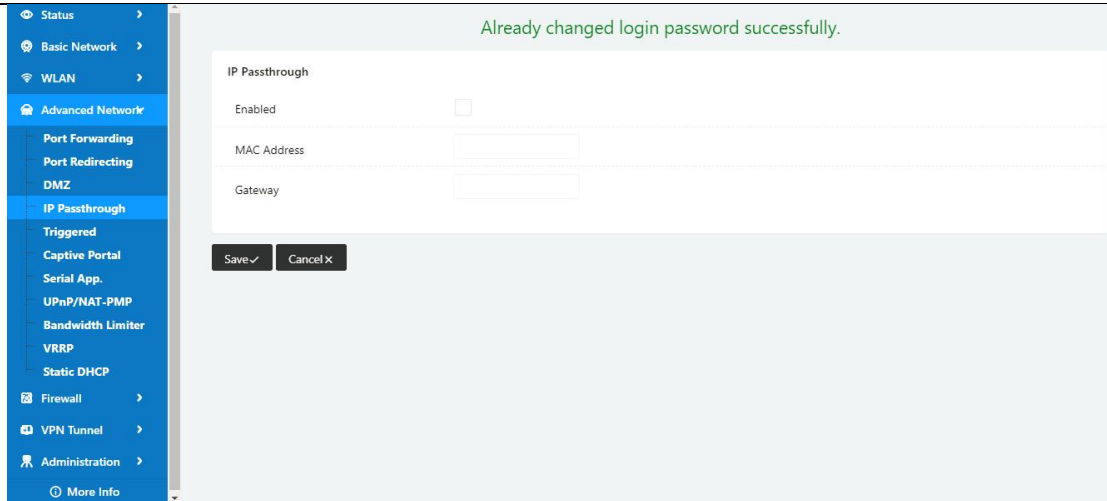 Status
Basic Network
WLAN
Advanced Network
Port Forwarding
Port Redirecting
DMZ
IP Passthrough
Triggered
Captive Portal
Serial App.
UPnP/NAT-PMP
Bandwidth Limiter
VRRP
Static DHCP
Firewall
VPN Tunnel
Administration
More Info
Already changed login password successfully.
IP Passthrough
Enabled
MAC Address
Gateway
Save
Cancel